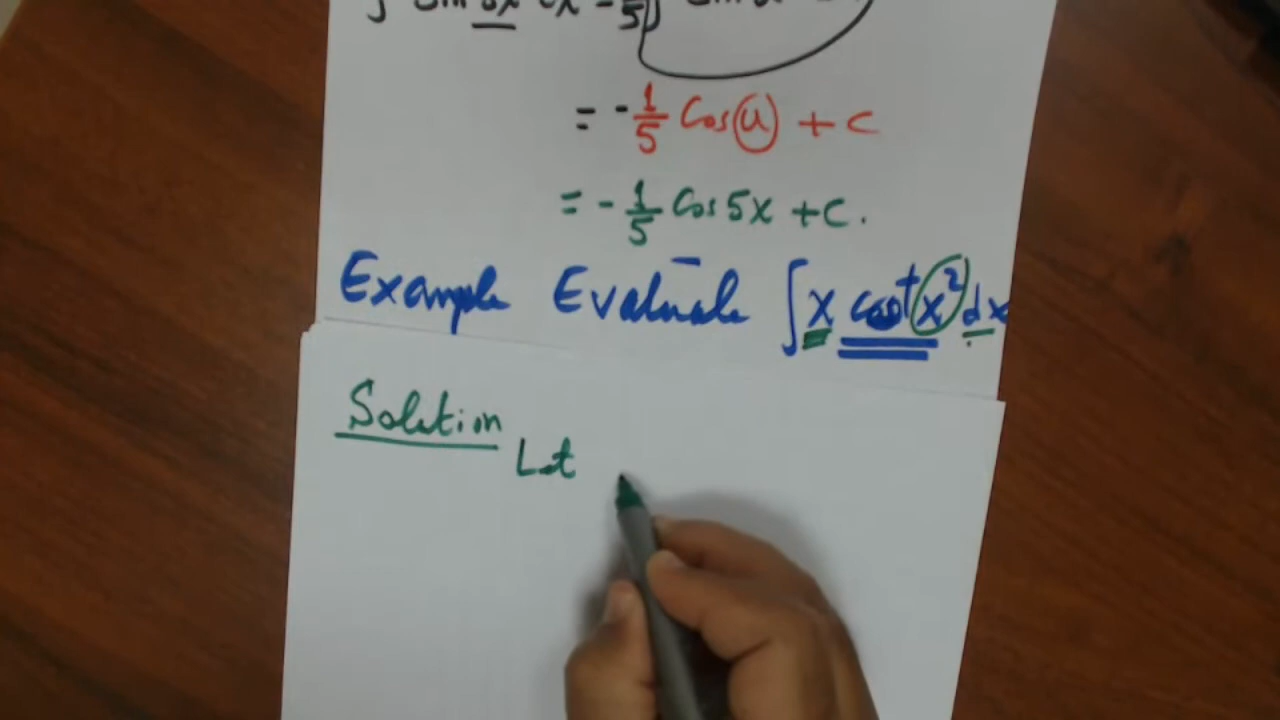 = - 1/5 Cos(u) + C
= - 1/5 Cos 5x + C.
Example Evaluate ∫ x cot x² dx
Solution
Let